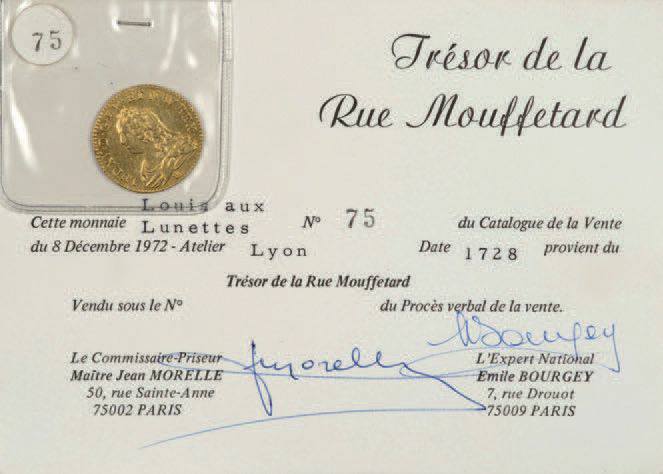 75
Trésor de la
Rue Mouffetard
Cette monnaie Louis aux Lunettes N° 75 du Catalogue de la Vente
du 8 Décembre 1972 - Atelier Lyon Date 1728 provient du
Trésor de la Rue Mouffetard
Vendu sous le N° du Procès verbal de la vente.
Le Commissaire-Priseur
Maître Jean MORELLE
50, rue Sainte-Anne
75002 PARIS
L'Expert National
Emile BOURGEY
7, rue Drouot
75009 PARIS